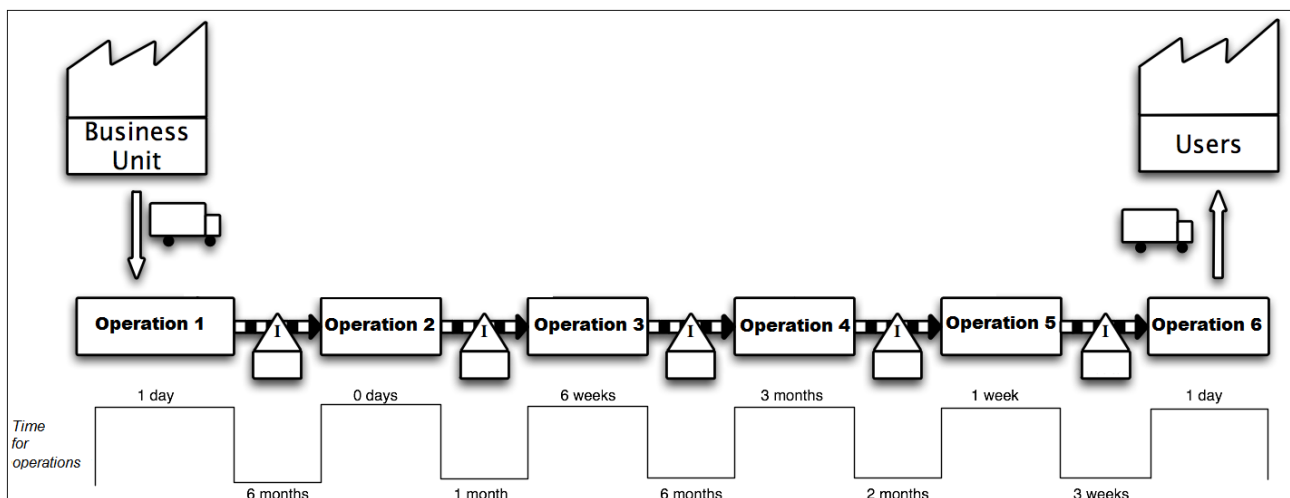 Business
Unit
Users
Operation 1
I
Operation 2
I
Operation 3
I
Operation 4
I
Operation 5
I
Operation 6
1 day
0 days
6 weeks
3 months
1 week
1 day
Time
for
operations
6 months
1 month
6 months
2 months
3 weeks